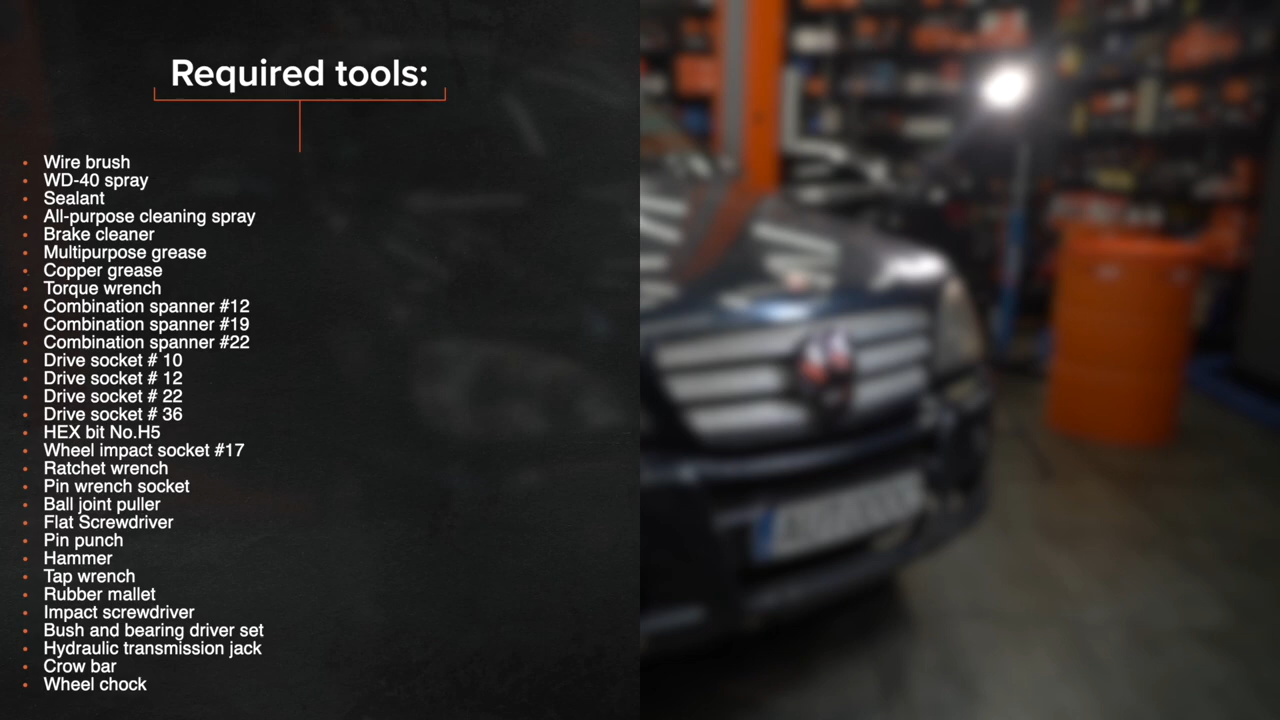 Required tools:
• Wire brush
• WD-40 spray
• Sealant
• All-purpose cleaning spray
• Brake cleaner
• Multipurpose grease
• Copper grease
• Torque wrench
• Combination spanner #12
• Combination spanner #19
• Combination spanner #22
• Drive socket # 10
• Drive socket # 12
• Drive socket # 22
• Drive socket # 36
• HEX bit No.H5
• Wheel impact socket #17
• Ratchet wrench
• Pin wrench socket
• Ball joint puller
• Flat Screwdriver
• Pin punch
• Hammer
• Tap wrench
• Rubber mallet
• Impact screwdriver
• Bush and bearing driver set
• Hydraulic transmission jack
• Crow bar
• Wheel chock